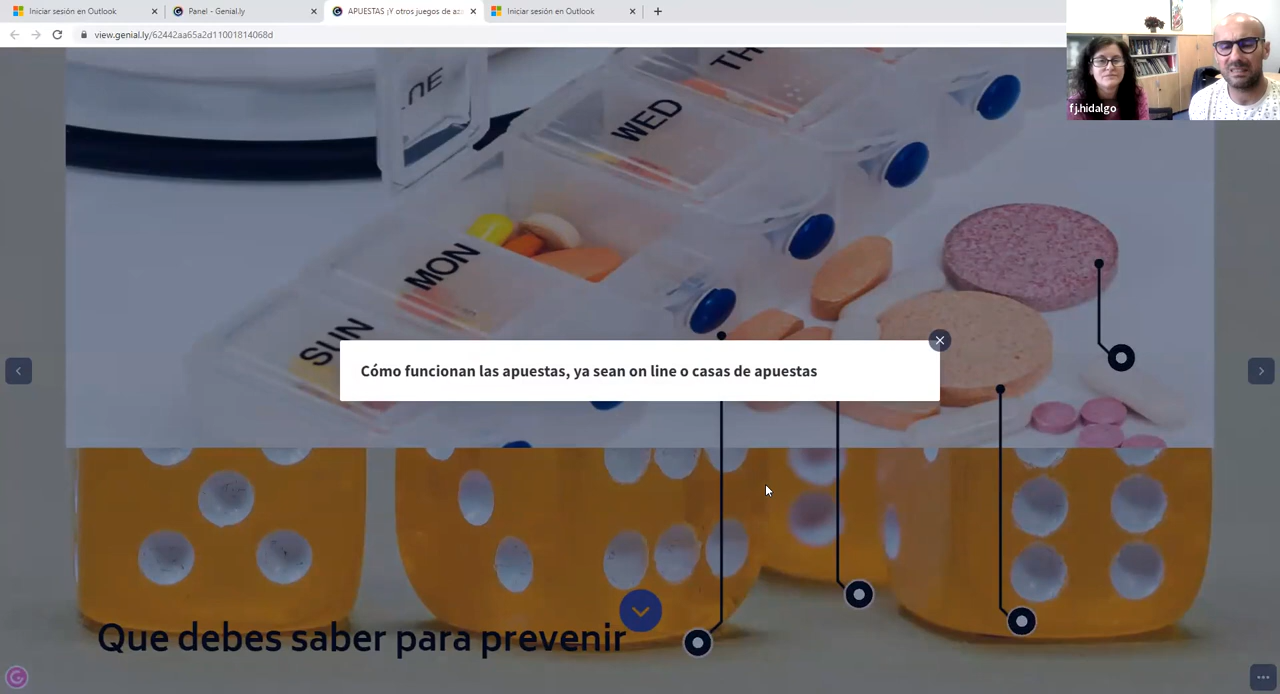 Iniciar sesión en Outlook
Panel - Genial.ly
APUESTAS ¡Y otros juegos de aza
Iniciar sesión en Outlook
view.genial.ly/62442aa65a2d11001814068d
fj.hidalgo
TH
WED
MON
SUN
Cómo funcionan las apuestas, ya sean on line o casas de apuestas
Que debes saber para prevenir